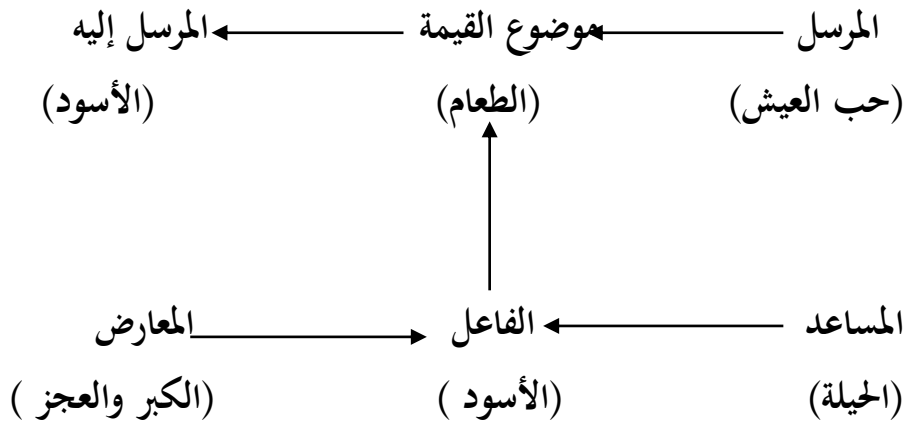 المرسل موضوع القيمة المرسل إليه
(حب العيش) (الطعام) (الأسود)
المساعد الفاعل المعارض
(الحيلة) (الأسود ) (الكبر والعجز )